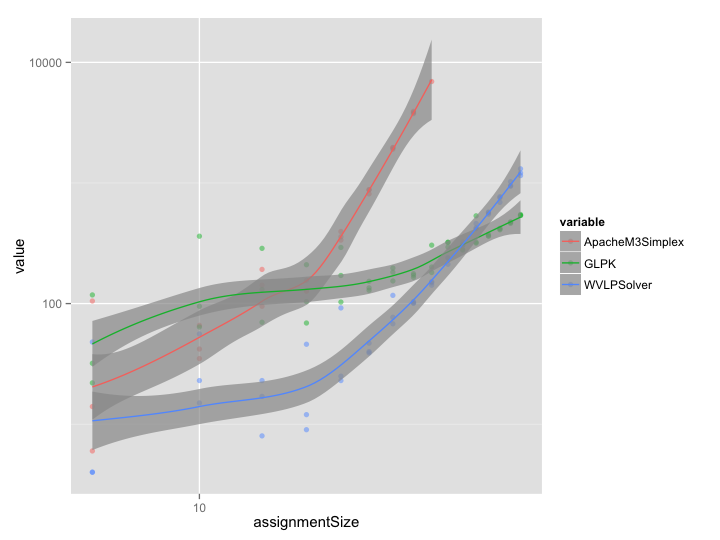 10000
100
value
10
assignmentSize
variable
ApacheM3Simplex
GLPK
WVLPSolver